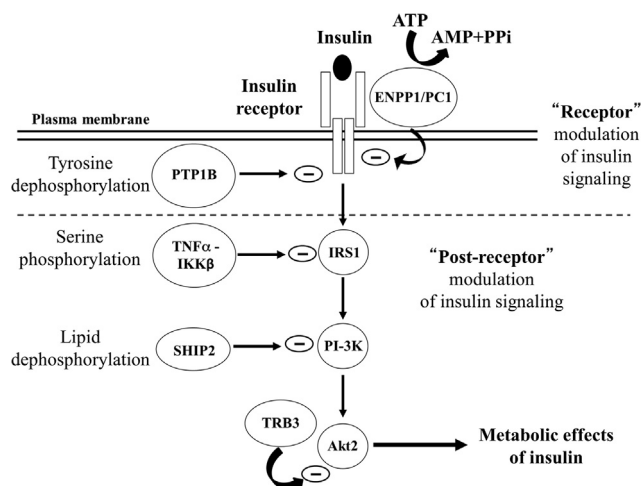 ATP
AMP+PPi
Insulin
Insulin
receptor
ENPP1/PC1
Plasma membrane
“Receptor”
modulation
of insulin
signaling
Tyrosine
dephosphorylation
PTP1B
−
−
Serine
phosphorylation
TNFα -
IKKβ
−
IRS1
“Post-receptor”
modulation
of insulin signaling
Lipid
dephosphorylation
SHIP2
−
PI-3K
TRB3
Akt2
−
Metabolic effects
of insulin